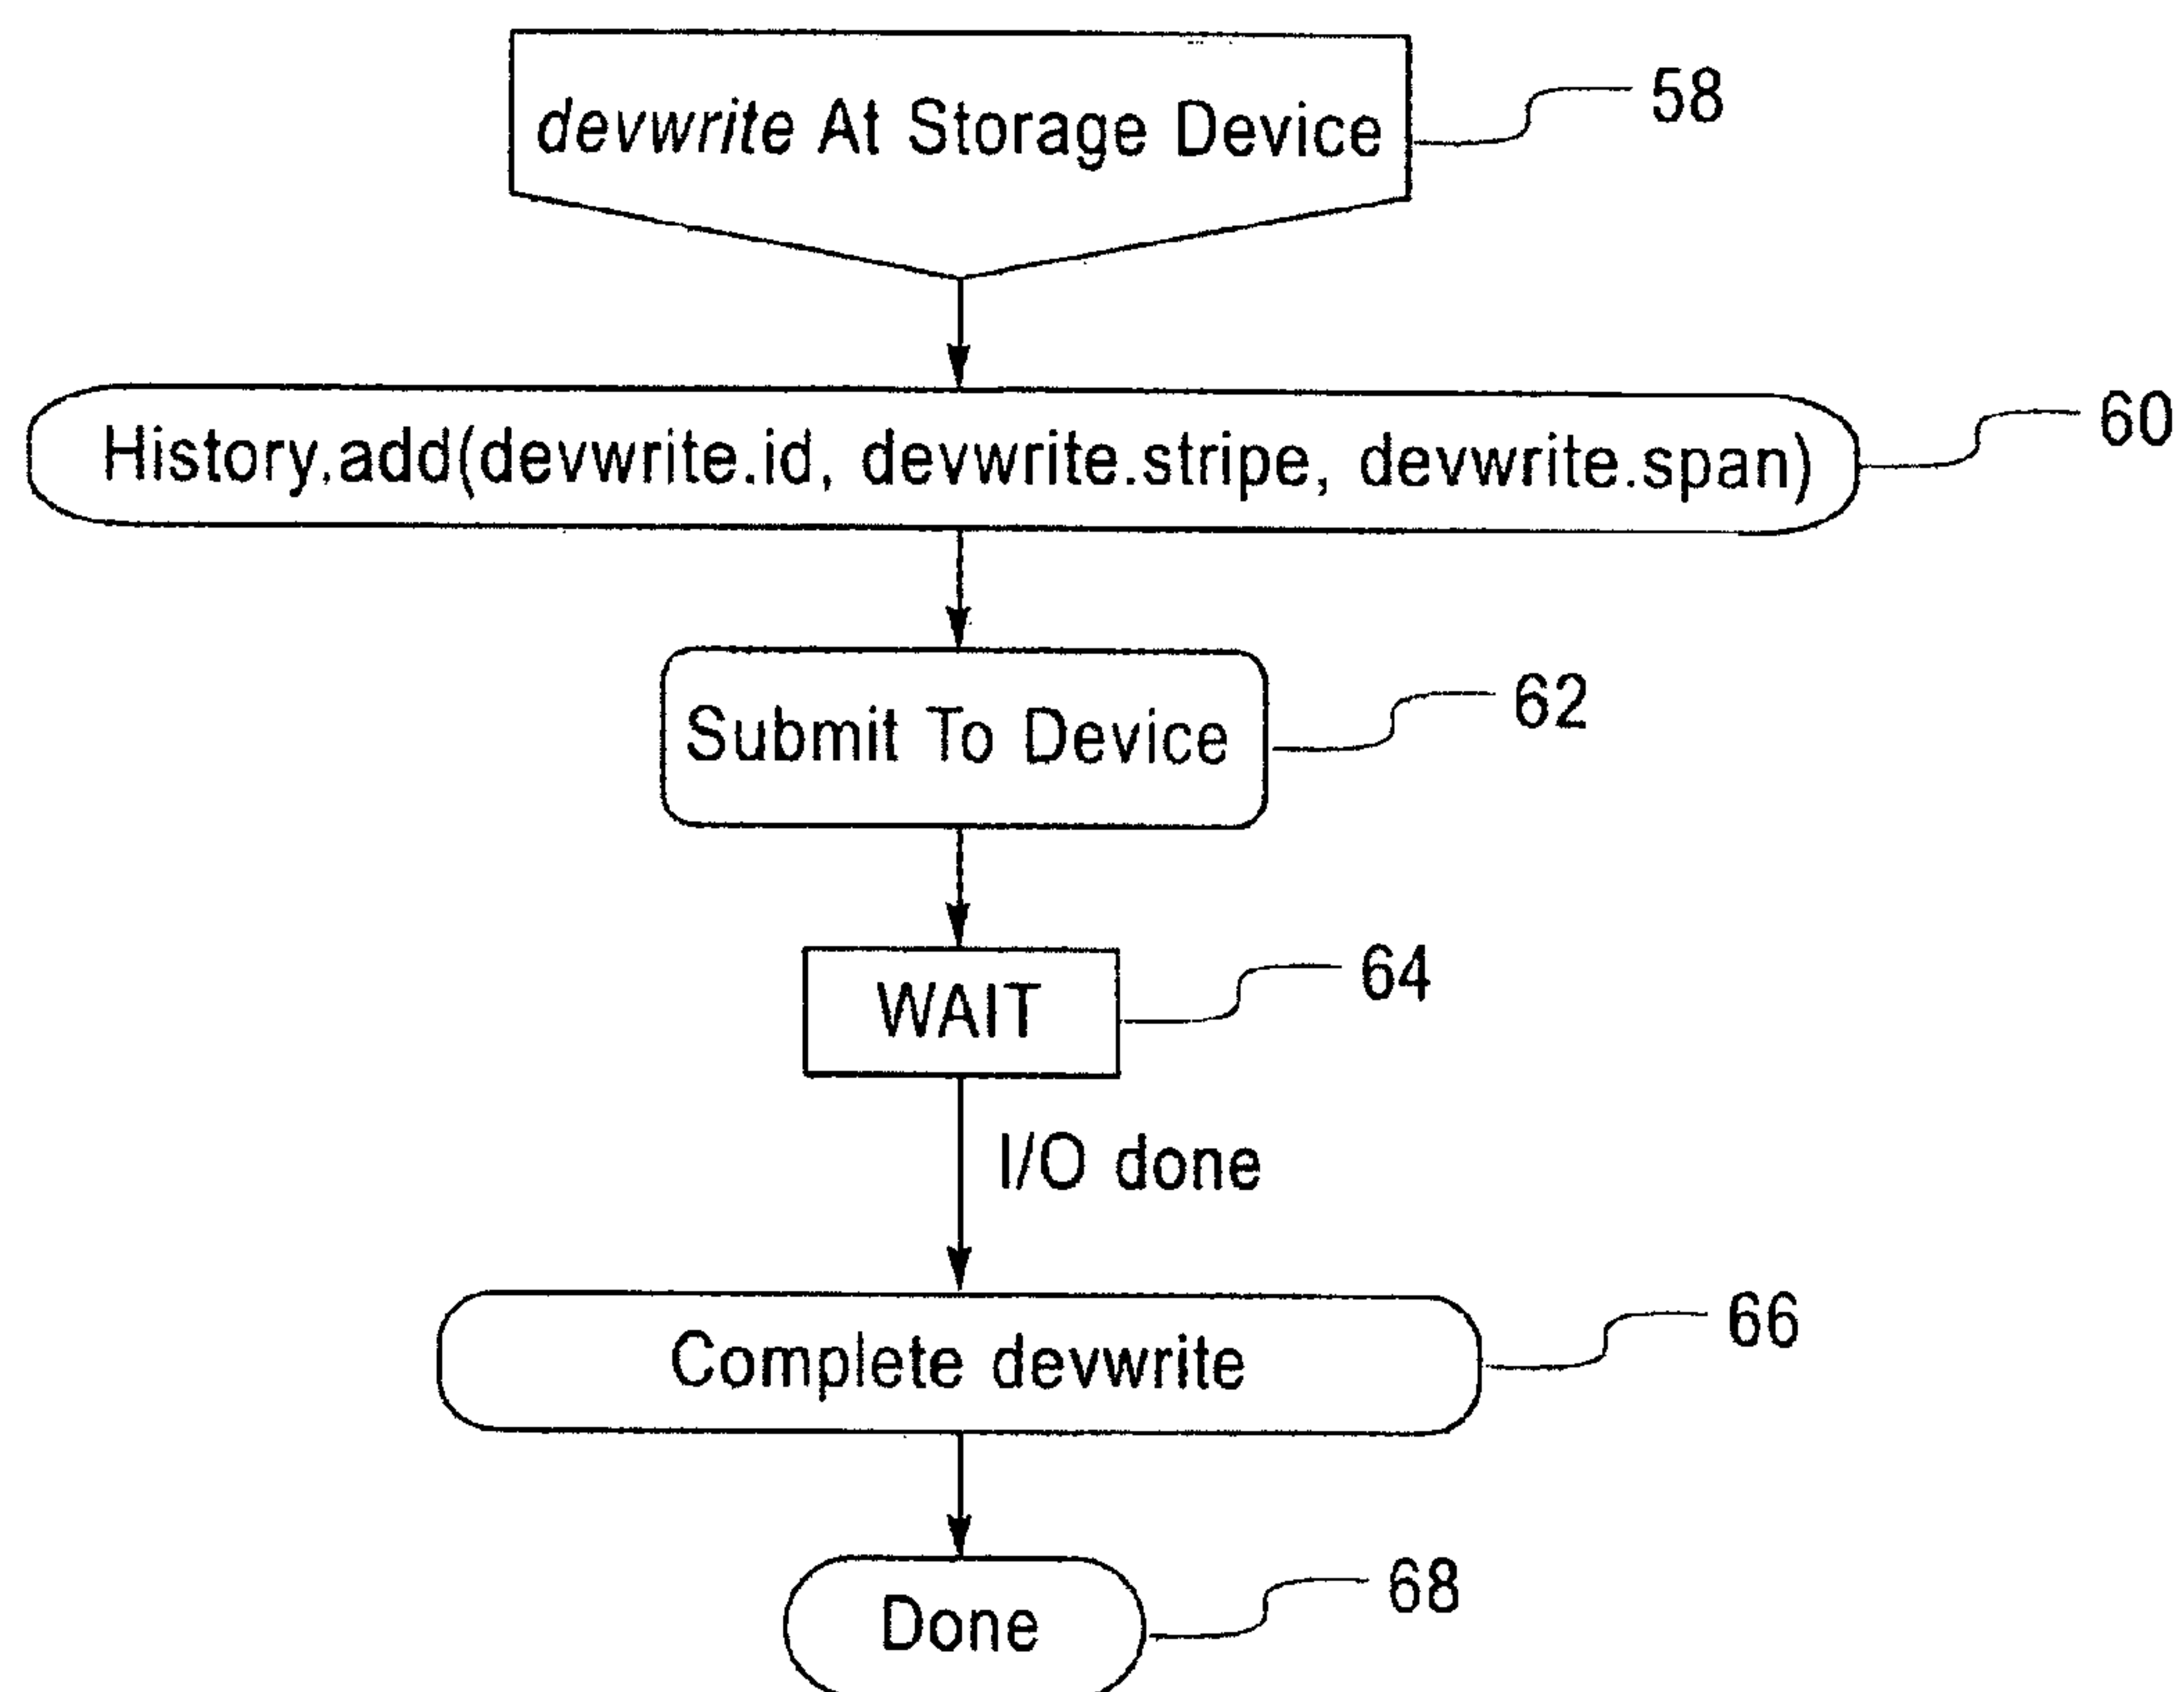 devwrite At Storage Device
58
History.add(devwrite.id, devwrite.stripe, devwrite.span)
60
Submit To Device
62
WAIT
64
I/O done
Complete devwrite
66
Done
68